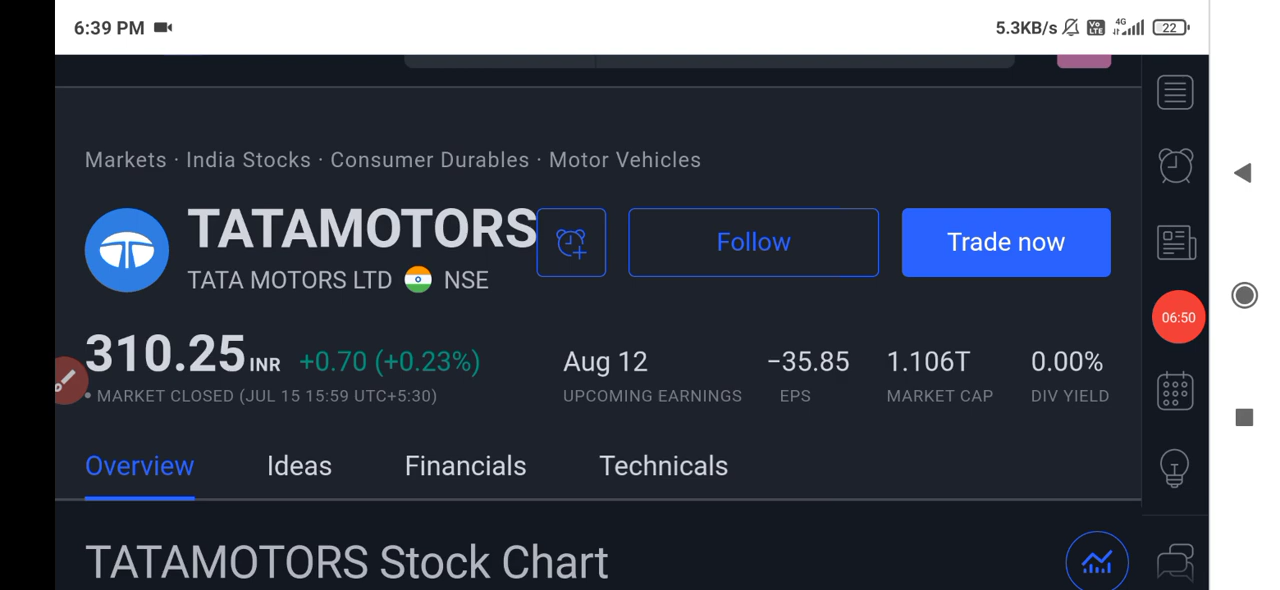 6:39 PM
5.3KB/s Vo LTE 4G 22
Markets · India Stocks · Consumer Durables · Motor Vehicles
TATAMOTORS
TATA MOTORS LTD NSE
Follow
Trade now
06:50
310.25 INR +0.70 (+0.23%)
• MARKET CLOSED (JUL 15 15:59 UTC+5:30)
Aug 12 −35.85 1.106T 0.00%
UPCOMING EARNINGS EPS MARKET CAP DIV YIELD
Overview Ideas Financials Technicals
TATAMOTORS Stock Chart